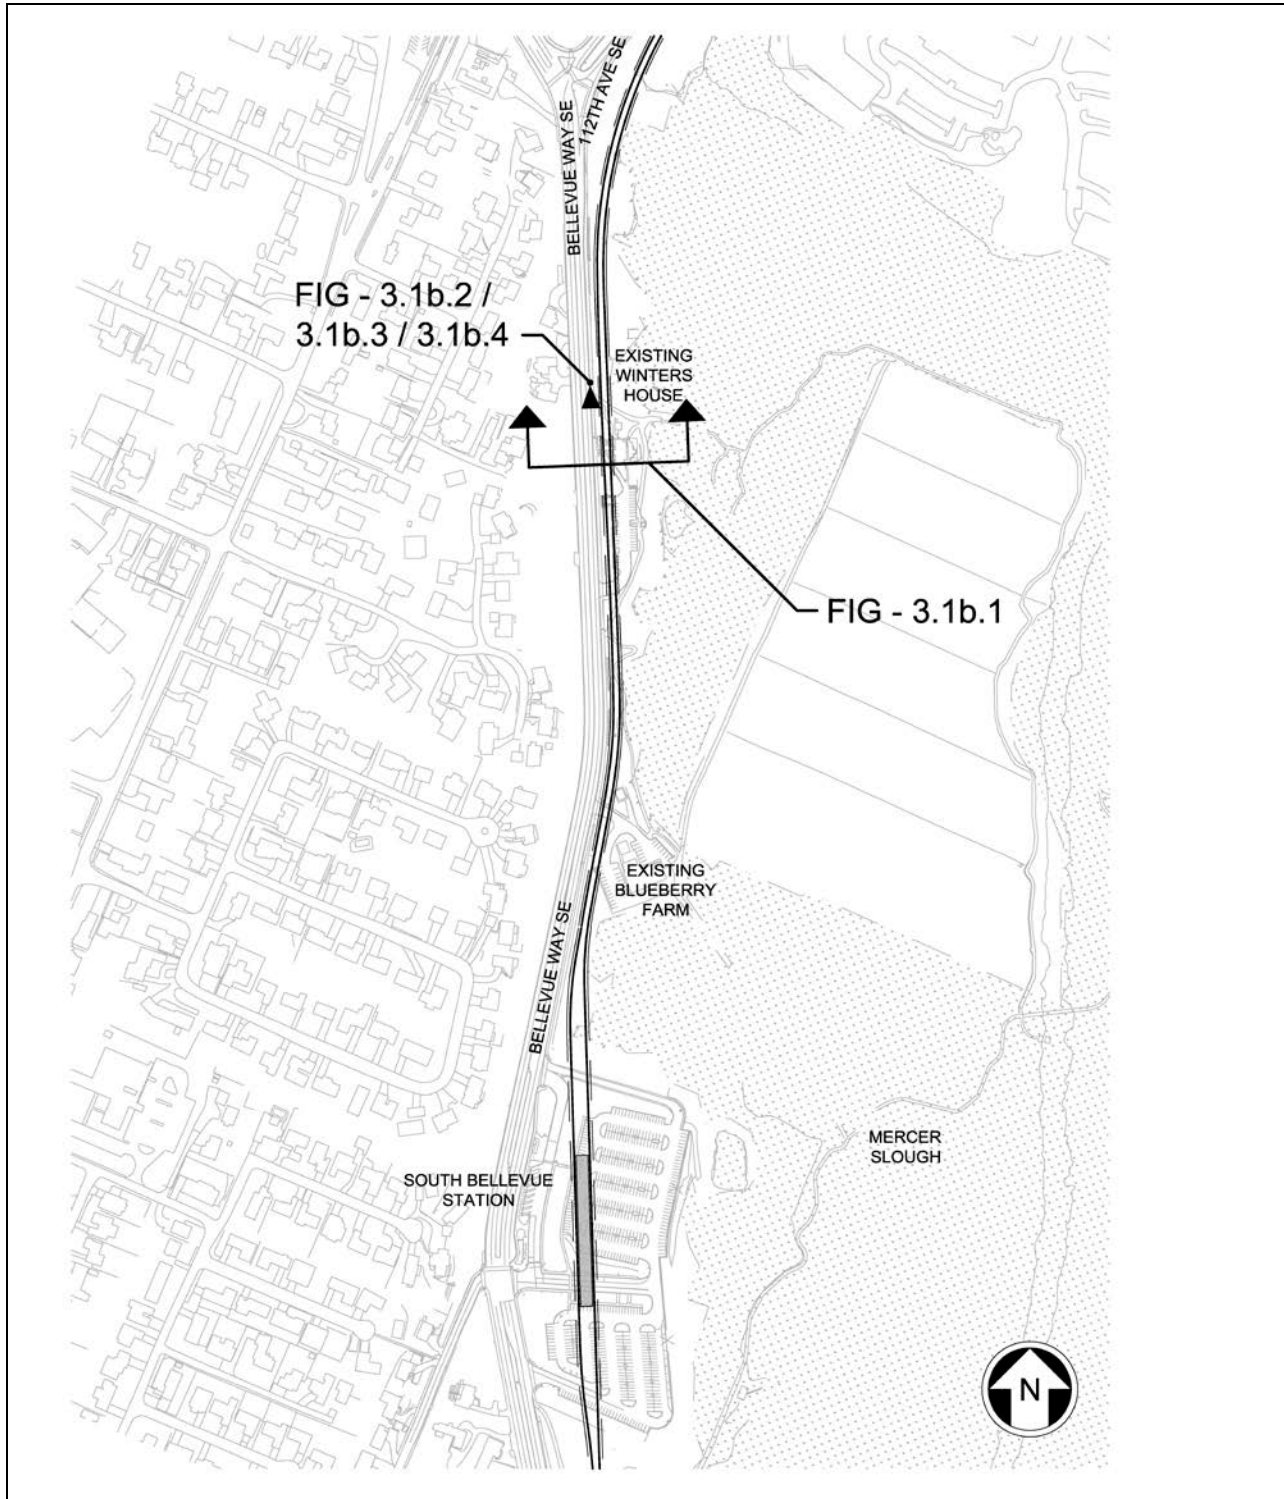 112TH AVE SE
BELLEVUE WAY SE
FIG - 3.1b.2 /
3.1b.3 / 3.1b.4
EXISTING
WINTERS
HOUSE
FIG - 3.1b.1
EXISTING
BLUEBERRY
FARM
BELLEVUE WAY SE
MERCER
SLOUGH
SOUTH BELLEVUE
STATION
N